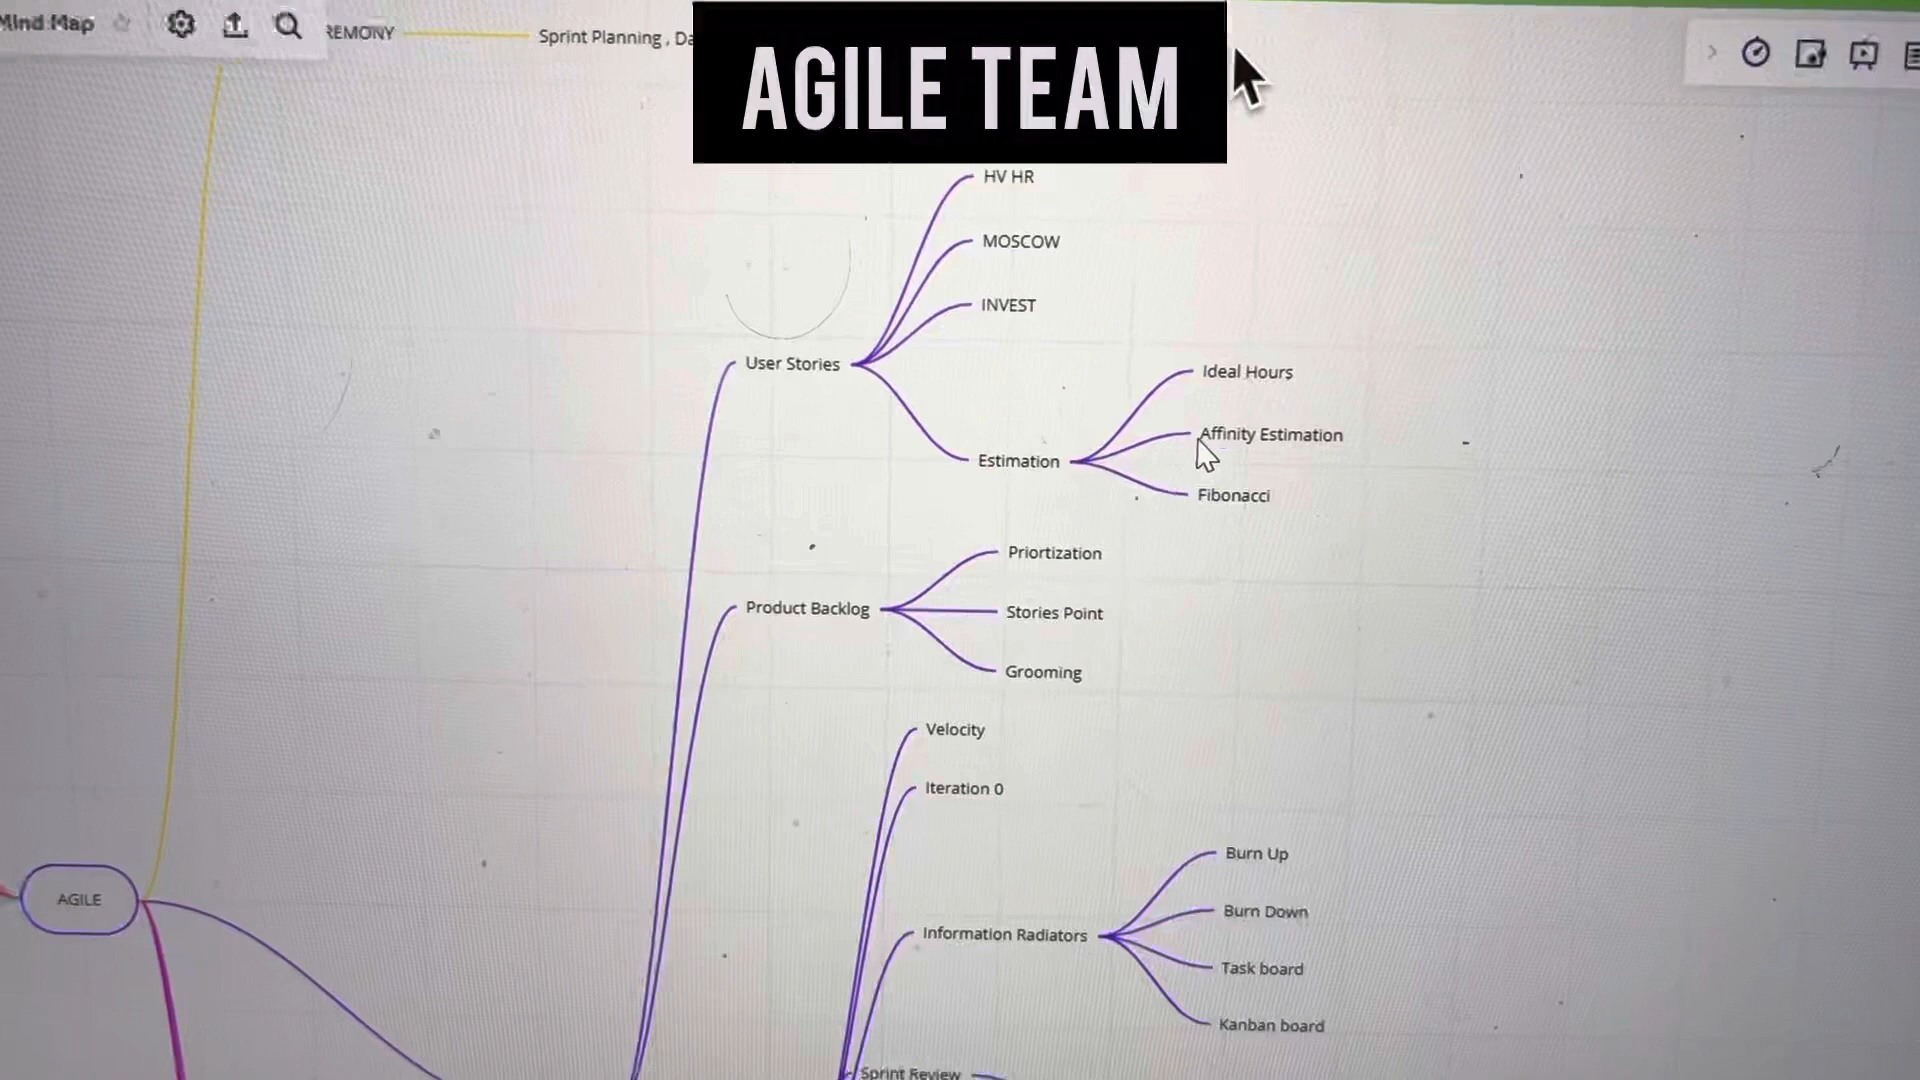 Mind Map
REMONY
Sprint Planning , Da
AGILE TEAM
HV HR
MOSCOW
INVEST
User Stories
Ideal Hours
Affinity Estimation
Estimation
Fibonacci
Priortization
Product Backlog
Stories Point
Grooming
Velocity
Iteration 0
Burn Up
AGILE
Burn Down
Information Radiators
Task board
Kanban board
Sprint Review